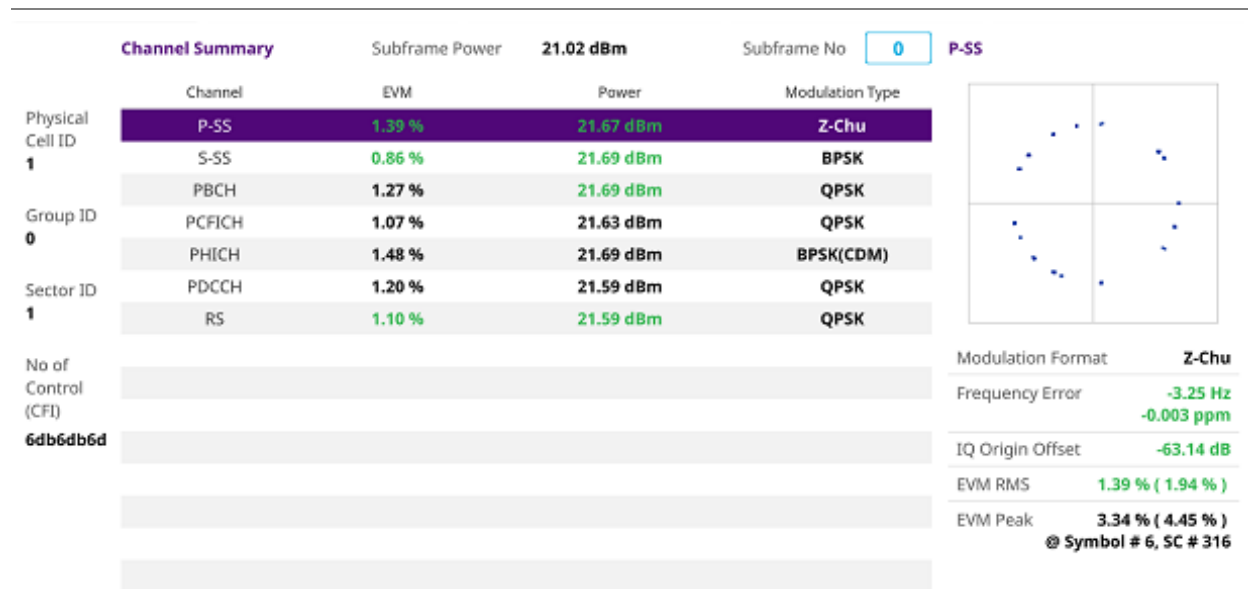 Channel Summary Subframe Power 21.02 dBm Subframe No 0 P-SS
Channel EVM Power Modulation Type
Physical
Cell ID
1
P-SS 1.39 % 21.67 dBm Z-Chu
S-SS 0.86 % 21.69 dBm BPSK
PBCH 1.27 % 21.69 dBm QPSK
Group ID
0
PCFICH 1.07 % 21.63 dBm QPSK
PHICH 1.48 % 21.69 dBm BPSK(CDM)
Sector ID
1
PDCCH 1.20 % 21.59 dBm QPSK
RS 1.10 % 21.59 dBm QPSK
No of
Control
(CFI)
6db6db6d
Modulation Format Z-Chu
Frequency Error -3.25 Hz
-0.003 ppm
IQ Origin Offset -63.14 dB
EVM RMS 1.39 % ( 1.94 % )
EVM Peak 3.34 % ( 4.45 % )
@ Symbol # 6, SC # 316